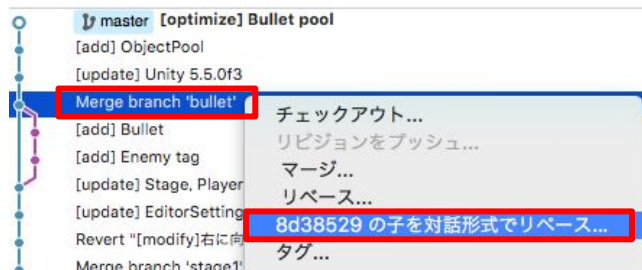 master [optimize] Bullet pool
[add] ObjectPool
[update] Unity 5.5.0f3
Merge branch 'bullet'
[add] Bullet
[add] Enemy tag
[update] Stage, Player
[update] EditorSetting
Revert "[modify]右に向
Merge branch 'stage1'
チェックアウト...
リビジョンをプッシュ...
マージ...
リベース...
8d38529 の子を対話形式でリベース...
タグ...